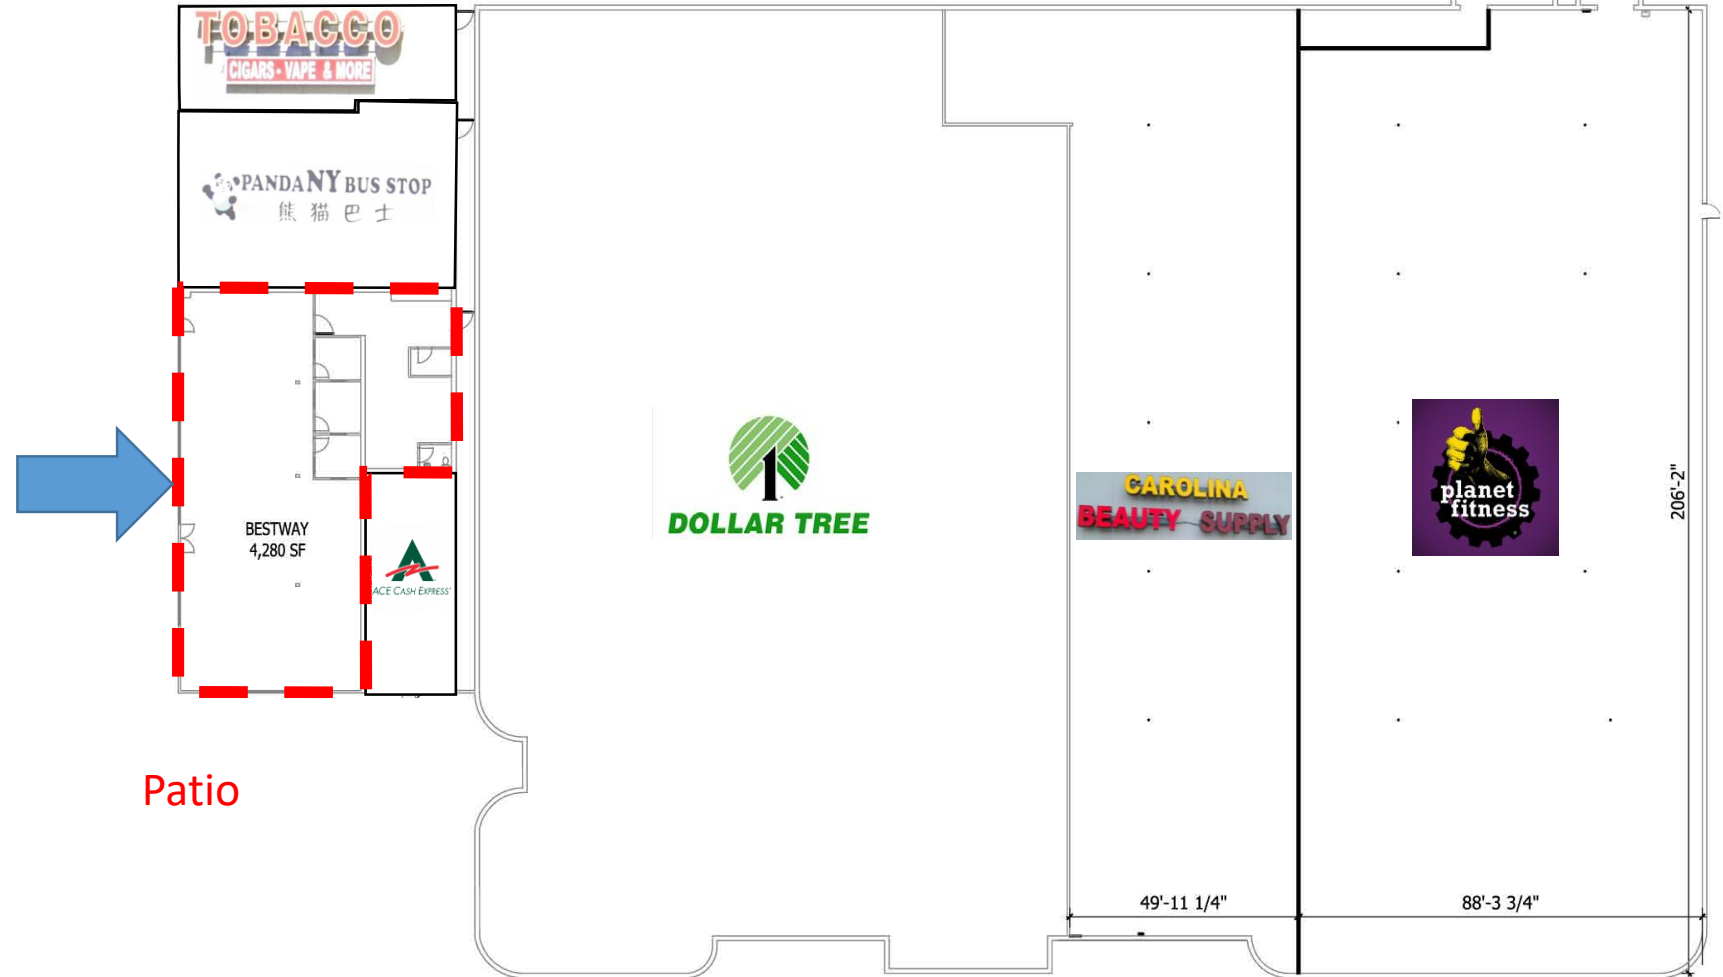 TOBACCO
CIGARS • VAPE & MORE
PANDA NY BUS STOP
熊猫巴士
BESTWAY
4,280 SF
ACE CASH EXPRESS
Patio
1
DOLLAR TREE
CAROLINA
BEAUTY SUPPLY
planet
fitness
206'-2"
49'-11 1/4"
88'-3 3/4"